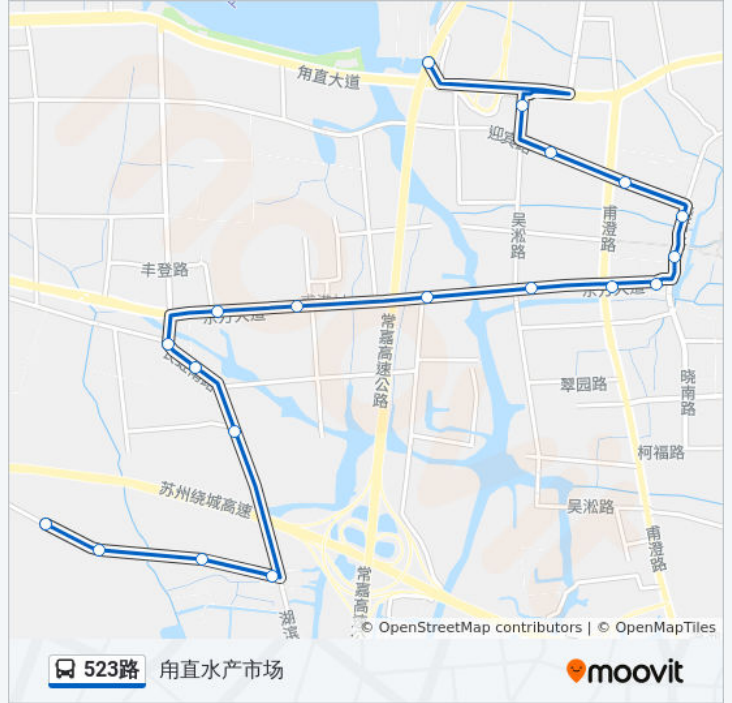 甪直大道
迎宾路
吴淞路
甫澄路
丰登路
东方大道
东方大道
常嘉高速公路
翠园路
晓南路
柯福路
苏州绕城高速
吴淞路
甫澄路
常嘉高
© OpenStreetMap contributors | © OpenMapTiles
523路 甪直水产市场
moovit